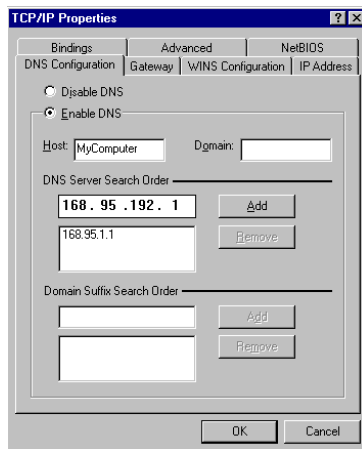 TCP/IP Properties ? X
Bindings Advanced NetBIOS
DNS Configuration Gateway WINS Configuration IP Address
Disable DNS
Enable DNS
Host: MyComputer Domain:
DNS Server Search Order
168. 95 .192. 1 Add
168.95.1.1 Remove
Domain Suffix Search Order
Add
Remove
OK Cancel